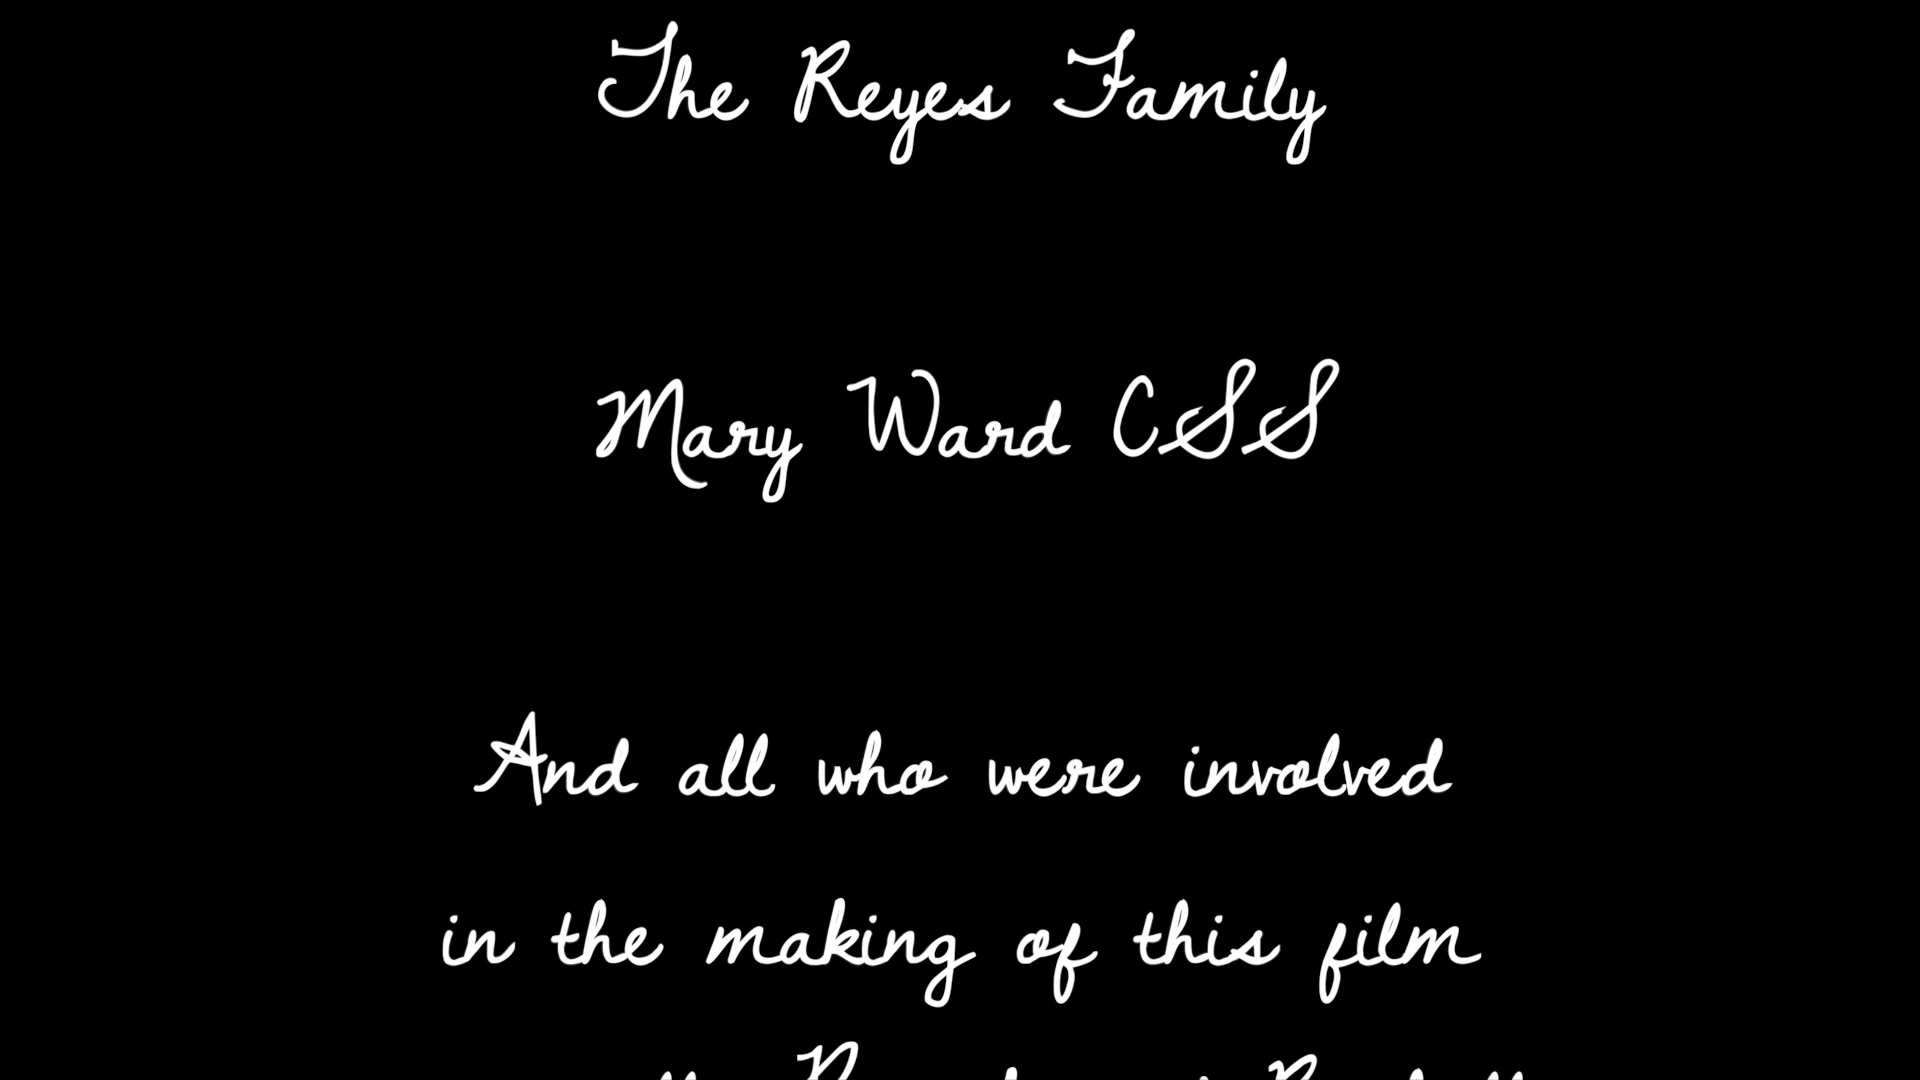 The Reyes Family
Mary Ward CSS
And all who were involved
in the making of this film